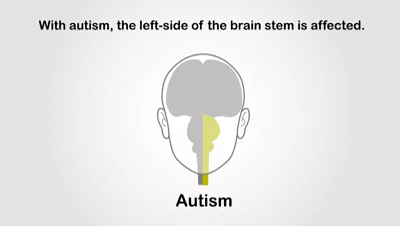 With autism, the left-side of the brain stem is affected.
Autism